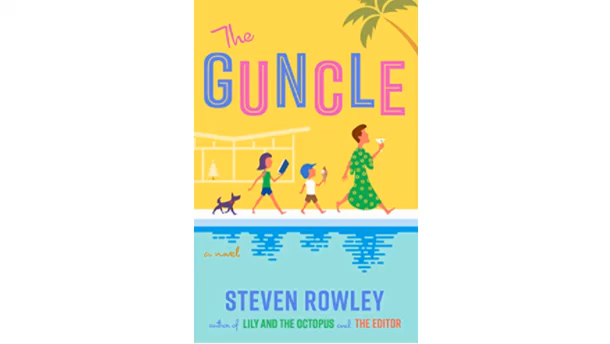 The
GUNCLE
a novel
STEVEN ROWLEY
author of LILY AND THE OCTOPUS and THE EDITOR